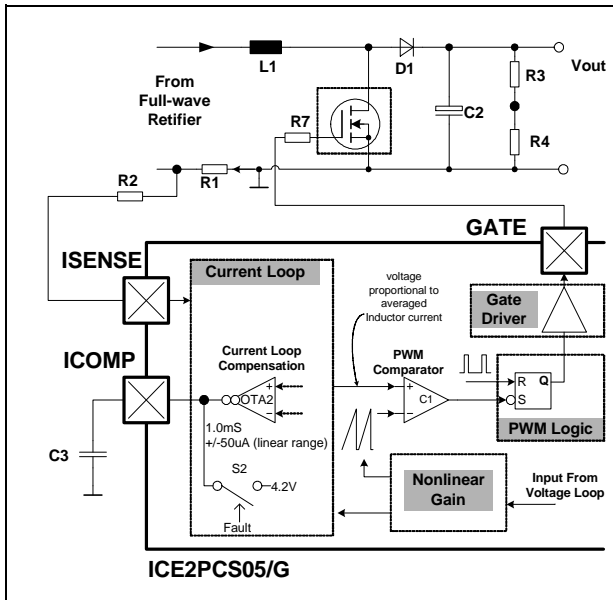 L1
D1
From
Full-wave
Retifier
R7
C2
R3
Vout
R4
R2
R1
GATE
ISENSE
Current Loop
voltage
proportional to
averaged
Inductor current
Gate
Driver
ICOMP
Current Loop
Compensation
PWM
Comparator
OTA2
C1
R
Q
S
1.0mS
+/-50uA (linear range)
PWM Logic
C3
S2
4.2V
Fault
Nonlinear
Gain
Input From
Voltage Loop
ICE2PCS05/G